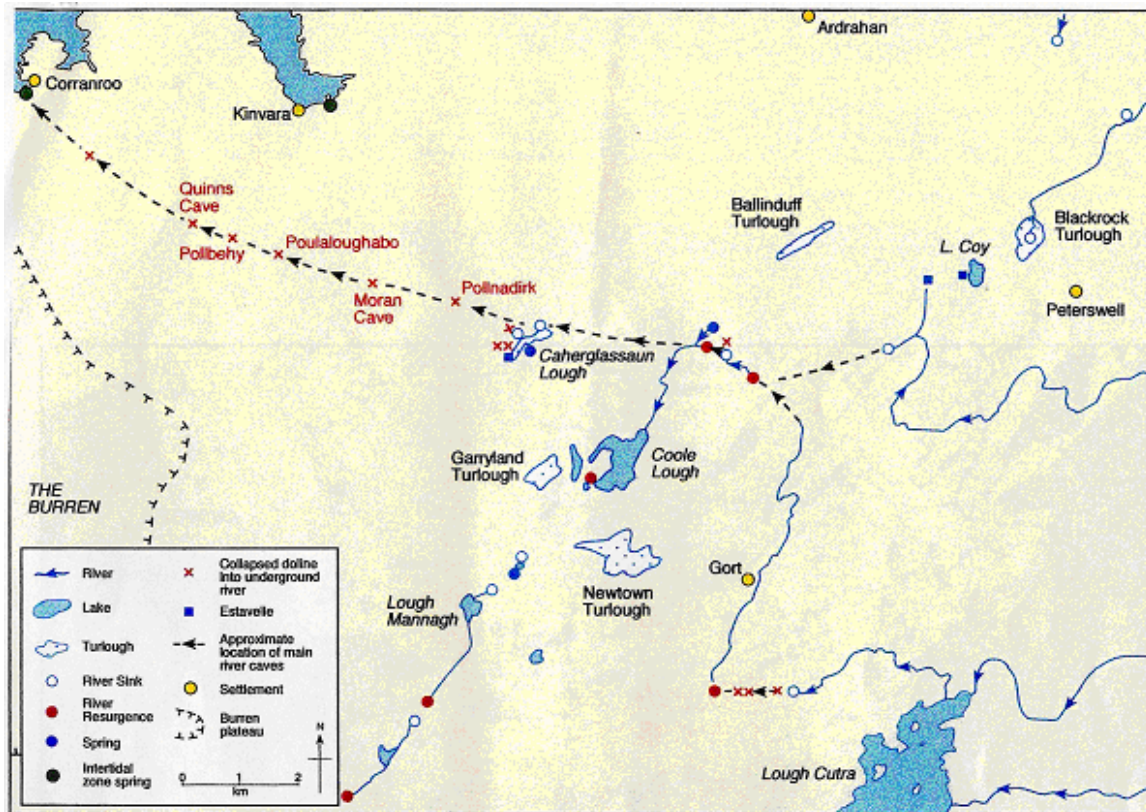 Ardrahan
Corranroo
Kinvara
Quinns
Cave
Pollbehy
Poulaloughabo
Moran
Cave
Pollnadirk
Ballinduff
Turlough
Blackrock
Turlough
L. Coy
Peterswell
Caherglassaun
Lough
Garryland
Turlough
Coole
Lough
THE
BURREN
Newtown
Turlough
Gort
Lough
Mannagh
Lough Cutra
River
Lake
Turlough
River Sink
River
Resurgence
Spring
Intertidal
zone spring
Collapsed doline
into underground
river
Estavelle
Approximate
location of main
river caves
Settlement
Burren
plateau
N
0 1 2
km